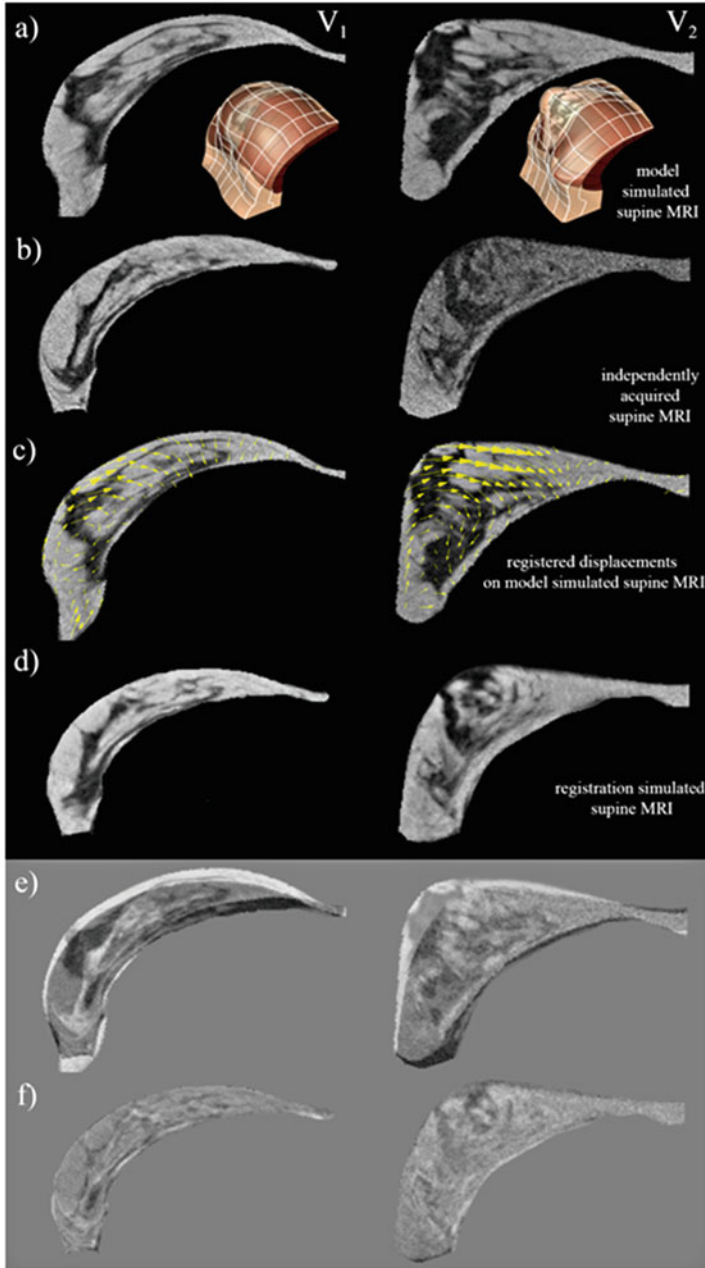 a)
V1
V2
model
simulated
supine MRI
b)
independently
acquired
supine MRI
c)
registered displacements
on model simulated supine MRI
d)
registration simulated
supine MRI
e)
f)